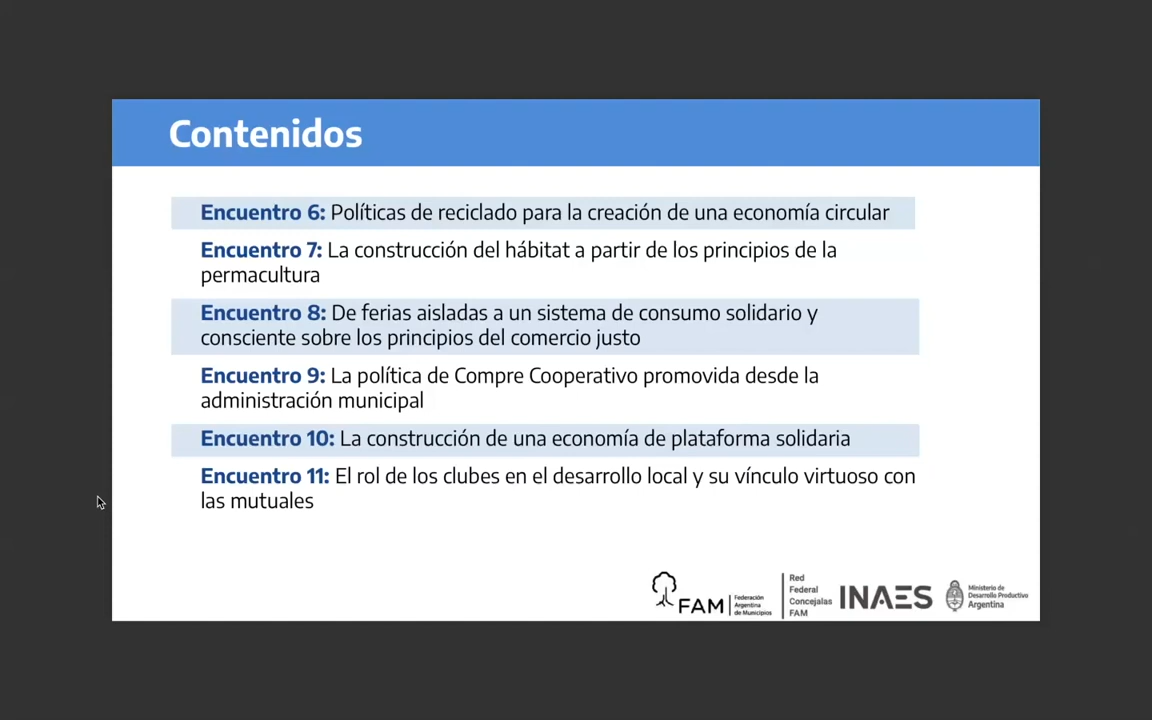 Contenidos
Encuentro 6: Políticas de reciclado para la creación de una economía circular
Encuentro 7: La construcción del hábitat a partir de los principios de la
permacultura
Encuentro 8: De ferias aisladas a un sistema de consumo solidario y
consciente sobre los principios del comercio justo
Encuentro 9: La política de Compre Cooperativo promovida desde la
administración municipal
Encuentro 10: La construcción de una economía de plataforma solidaria
Encuentro 11: El rol de los clubes en el desarrollo local y su vínculo virtuoso con
las mutuales
FAM
Federación
Argentina
de Municipios
Red
Federal
Concejalas
FAM
INAES
Ministerio de
Desarrollo Productivo
Argentina